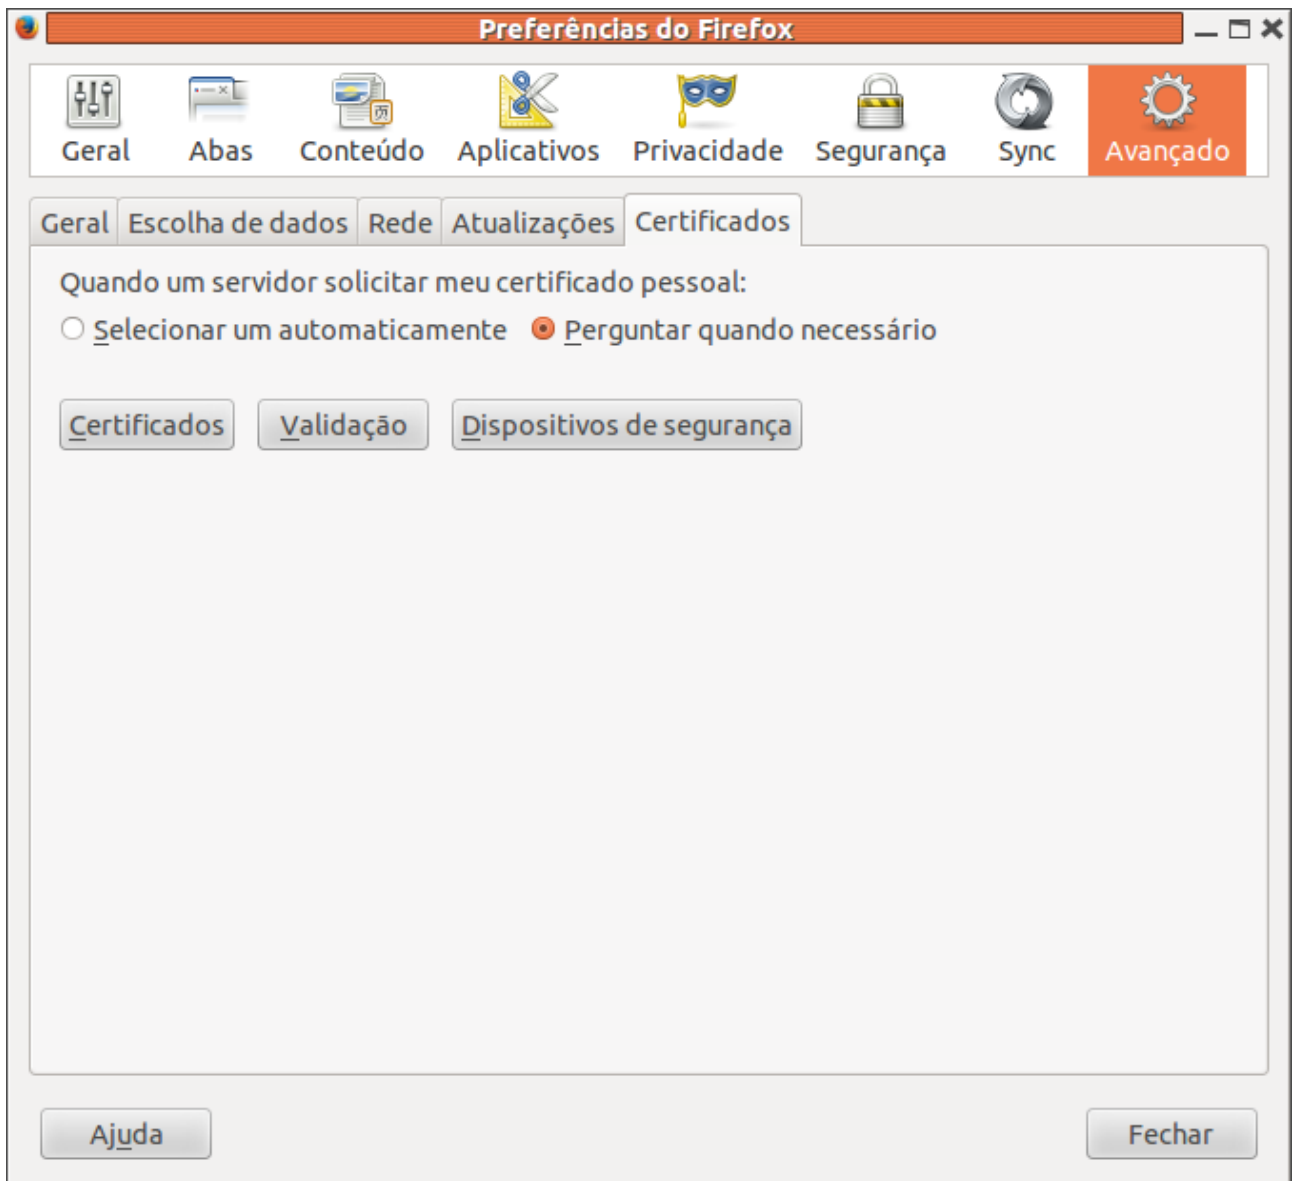 Preferências do Firefox
Geral Abas Conteúdo Aplicativos Privacidade Segurança Sync Avançado
Geral Escolha de dados Rede Atualizações Certificados
Quando um servidor solicitar meu certificado pessoal:
Selecionar um automaticamente Perguntar quando necessário
Certificados Validação Dispositivos de segurança
Ajuda Fechar